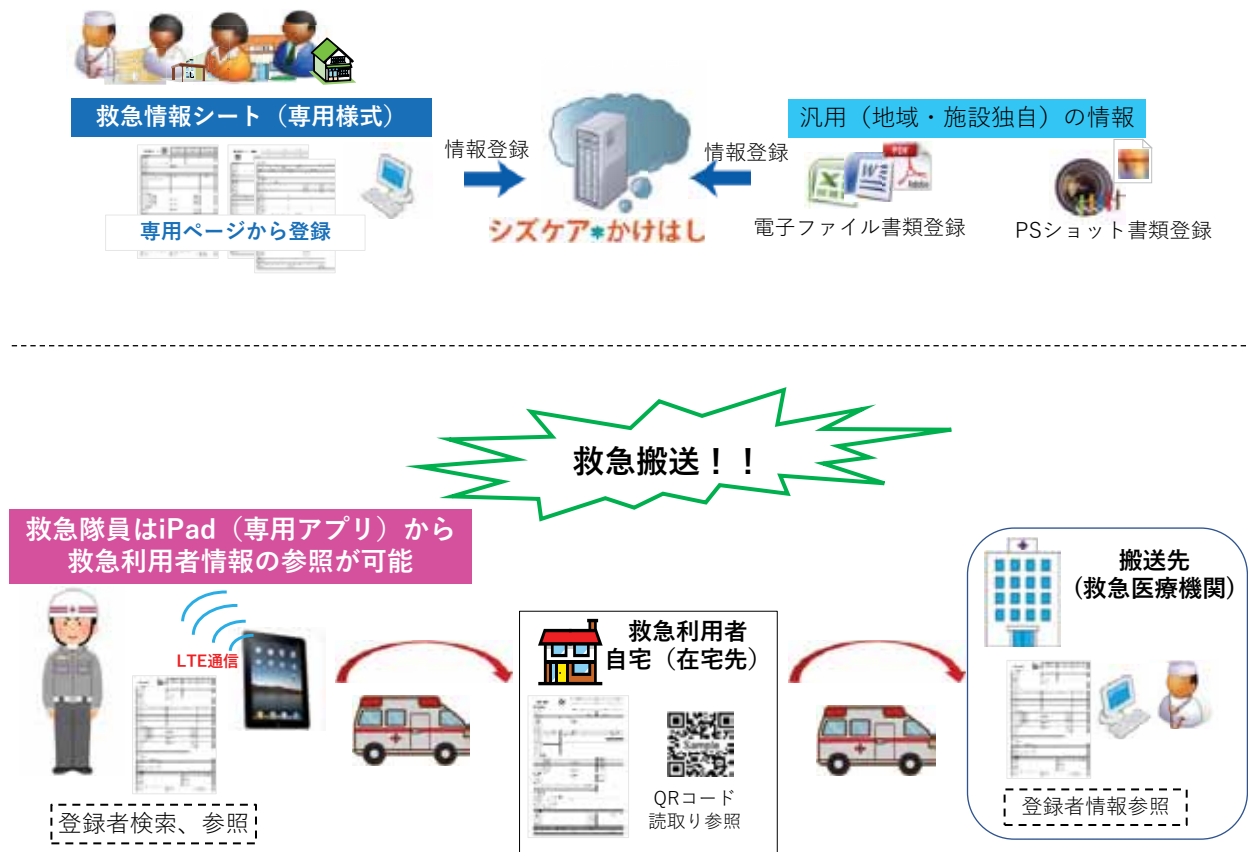 救急情報シート（専用様式）
専用ページから登録
情報登録
シズケア*かけはし
情報登録
汎用（地域・施設独自）の情報
PDF
Adobe
電子ファイル書類登録
PSショット書類登録
救急搬送！！
救急隊員はiPad（専用アプリ）から
救急利用者情報の参照が可能
LTE通信
登録者検索、参照
救急利用者
自宅（在宅先）
Sample
QRコード
読取り参照
搬送先
(救急医療機関)
登録者情報参照